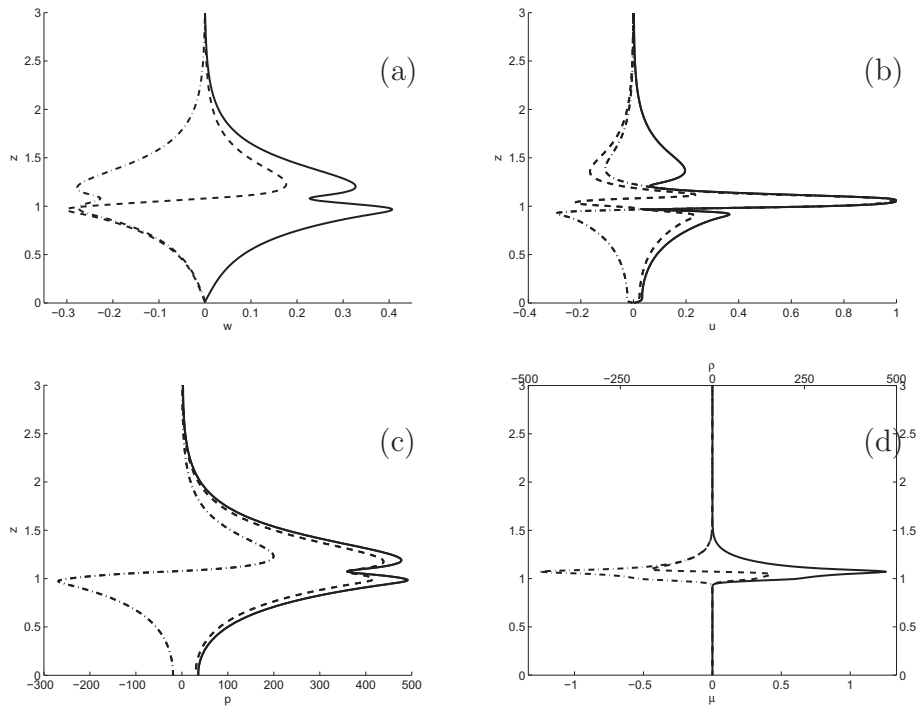 3
2.5
2
1.5
1
0.5
0
z
−0.3 −0.2 −0.1 0 0.1 0.2 0.3 0.4
w
(a)
3
2.5
2
1.5
1
0.5
0
z
−0.4 −0.2 0 0.2 0.4 0.6 0.8 1
u
(b)
3
2.5
2
1.5
1
0.5
0
z
−300 −200 −100 0 100 200 300 400 500
p
(c)
ρ
−500 −250 0 250 500
3 3
2.5 2.5
2 2
1.5 1.5
1 1
0.5 0.5
0 0
−1 −0.5 0 0.5 1
μ
(d)